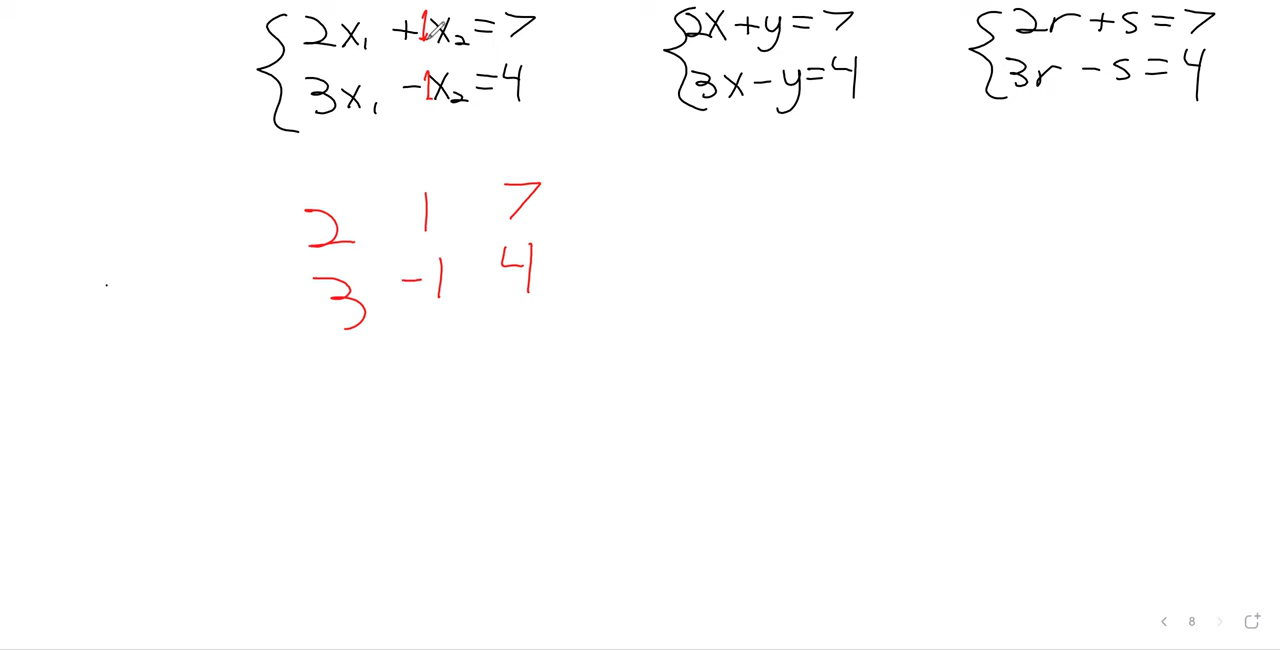 2x₁ +1x₂ = 7
3x₁ -1x₂ = 4
2x + y = 7
3x - y = 4
2r + s = 7
3r - s = 4
2 1 7
3 -1 4
< 8 >